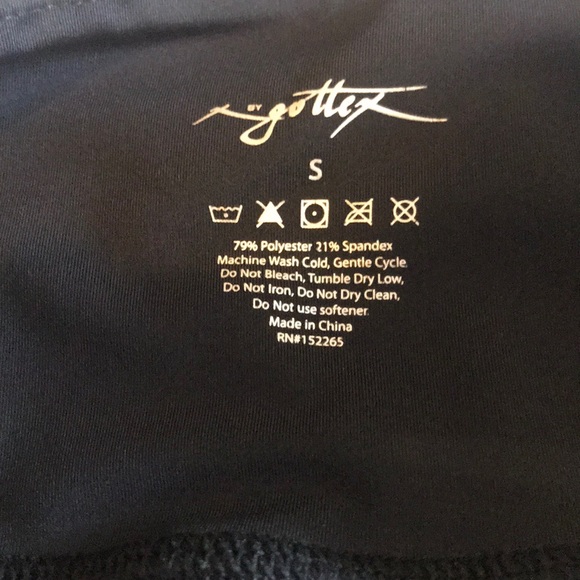 X BY gottex
S
79% Polyester 21% Spandex
Machine Wash Cold, Gentle Cycle.
Do Not Bleach, Tumble Dry Low,
Do Not Iron, Do Not Dry Clean,
Do Not use softener.
Made in China
RN#152265